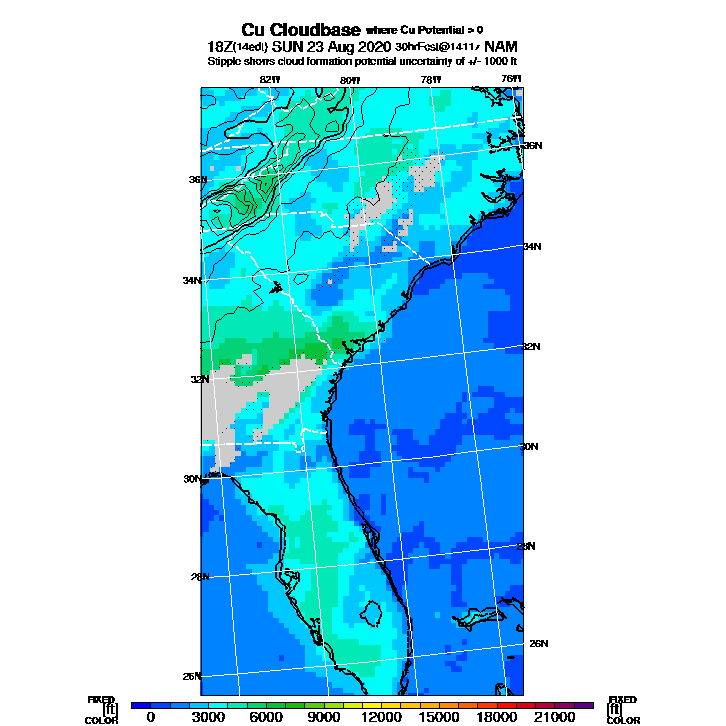 Cu Cloudbase where Cu Potential > 0
18Z(14edt) SUN 23 Aug 2020 30hrFcst@1411z NAM
Stipple shows cloud formation potential uncertainty of +/- 1000 ft
82W 80W 78W 76W
36N 36N
34N 34N
32N 32N
30N 30N
28N 28N
26N 26N
FIXED FIXED
[ft] [ft]
COLOR COLOR
0 3000 6000 9000 12000 15000 18000 21000